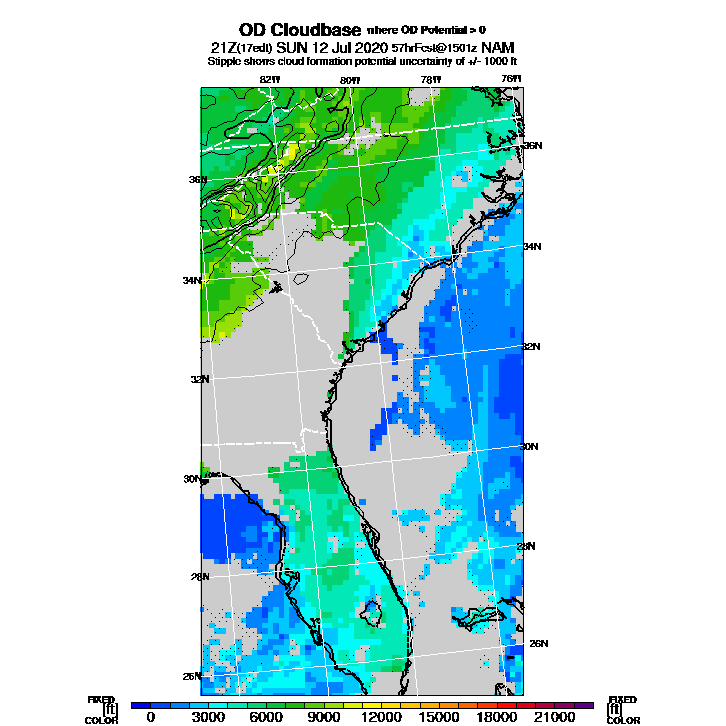 OD Cloudbase where OD Potential > 0
21Z(17edt) SUN 12 Jul 2020 57hrFcst@1501z NAM
Stipple shows cloud formation potential uncertainty of +/- 1000 ft
82W 80W 78W 76W
36N 36N
34N 34N
32N 32N
30N 30N
28N 28N
26N 26N
FIXED FIXED
[ft] [ft]
COLOR COLOR
0 3000 6000 9000 12000 15000 18000 21000